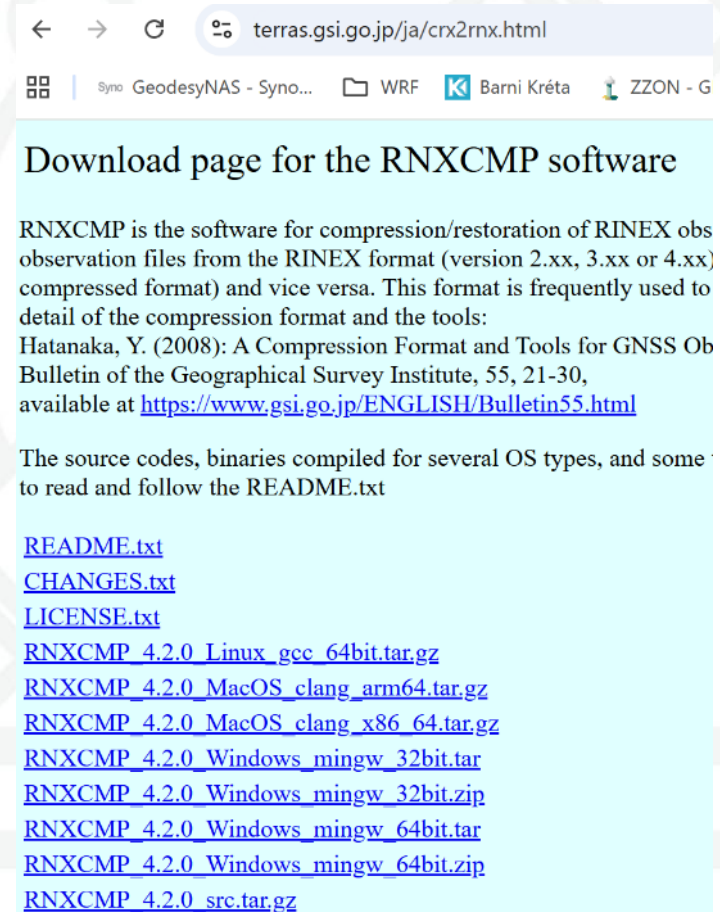 terras.gsi.go.jp/ja/crx2rnx.html
Syno GeodesyNAS - Syno... WRF Barni Kréta ZZON - G
Download page for the RNXCMP software
RNXCMP is the software for compression/restoration of RINEX obs
observation files from the RINEX format (version 2.xx, 3.xx or 4.xx)
compressed format) and vice versa. This format is frequently used to
detail of the compression format and the tools:
Hatanaka, Y. (2008): A Compression Format and Tools for GNSS Ob
Bulletin of the Geographical Survey Institute, 55, 21-30,
available at https://www.gsi.go.jp/ENGLISH/Bulletin55.html
The source codes, binaries compiled for several OS types, and some
to read and follow the README.txt
README.txt
CHANGES.txt
LICENSE.txt
RNXCMP_4.2.0_Linux_gcc_64bit.tar.gz
RNXCMP_4.2.0_MacOS_clang_arm64.tar.gz
RNXCMP_4.2.0_MacOS_clang_x86_64.tar.gz
RNXCMP_4.2.0_Windows_mingw_32bit.tar
RNXCMP_4.2.0_Windows_mingw_32bit.zip
RNXCMP_4.2.0_Windows_mingw_64bit.tar
RNXCMP_4.2.0_Windows_mingw_64bit.zip
RNXCMP_4.2.0_src.tar.gz